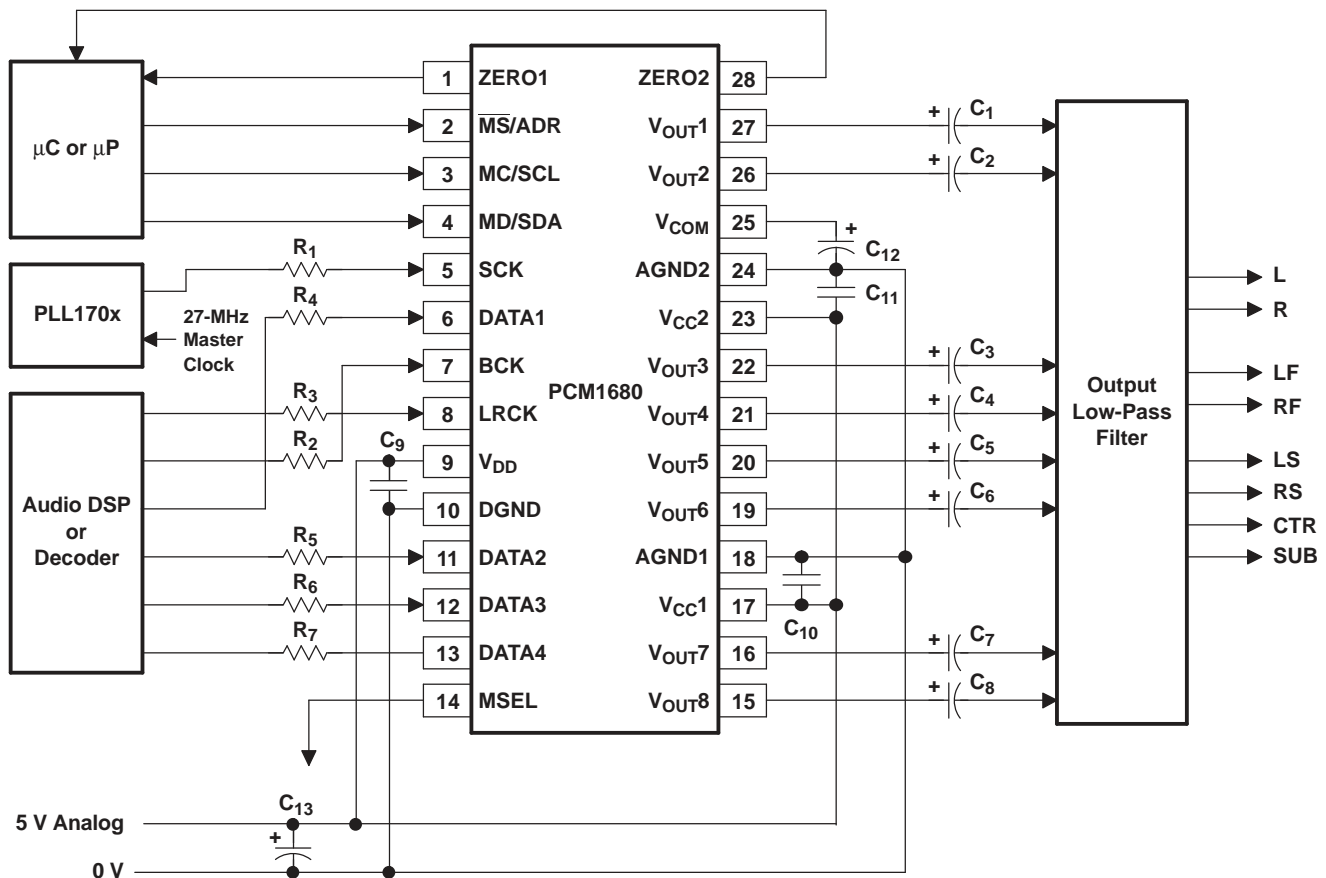 ZERO1 1
ZERO2 28
μC or μP
MS/ADR 2
VOUT1 27
+ C1
MC/SCL 3
VOUT2 26
+ C2
MD/SDA 4
VCOM 25
+ C12
R1
SCK 5
AGND2 24
C11
PLL170x
27-MHz
Master
Clock
R4
DATA1 6
VCC2 23
BCK 7
PCM1680
VOUT3 22
+ C3
R3
LRCK 8
VOUT4 21
+ C4
R2
C9
VDD 9
VOUT5 20
+ C5
DGND 10
VOUT6 19
+ C6
Audio DSP
or
Decoder
R5
DATA2 11
AGND1 18
R6
DATA3 12
VCC1 17
C10
R7
DATA4 13
VOUT7 16
+ C7
MSEL 14
VOUT8 15
+ C8
Output
Low-Pass
Filter
L
R
LF
RF
LS
RS
CTR
SUB
5 V Analog
C13
+
0 V